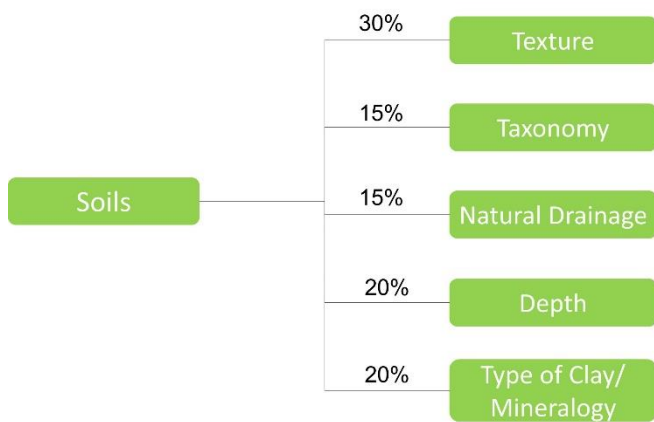 30%
Texture
15%
Taxonomy
Soils
15%
Natural Drainage
20%
Depth
20%
Type of Clay/
Mineralogy